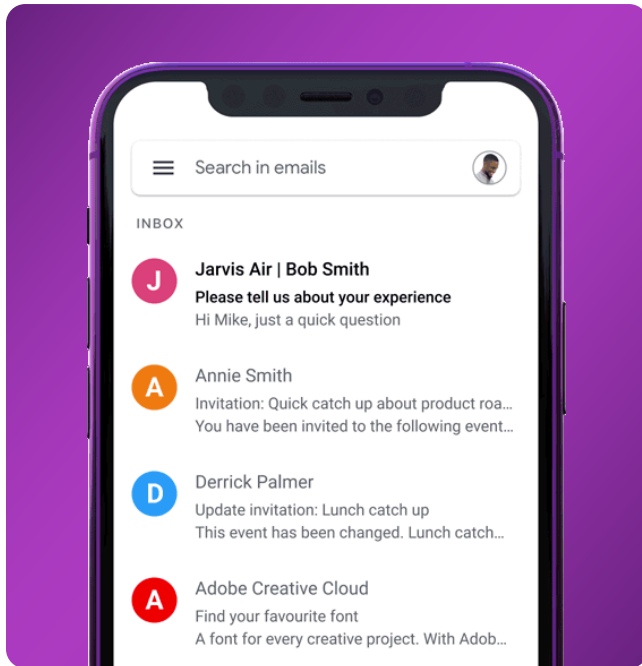 Search in emails
INBOX
J
Jarvis Air | Bob Smith
Please tell us about your experience
Hi Mike, just a quick question
A
Annie Smith
Invitation: Quick catch up about product roa...
You have been invited to the following event...
D
Derrick Palmer
Update invitation: Lunch catch up
This event has been changed. Lunch catch...
A
Adobe Creative Cloud
Find your favourite font
A font for every creative project. With Adob...